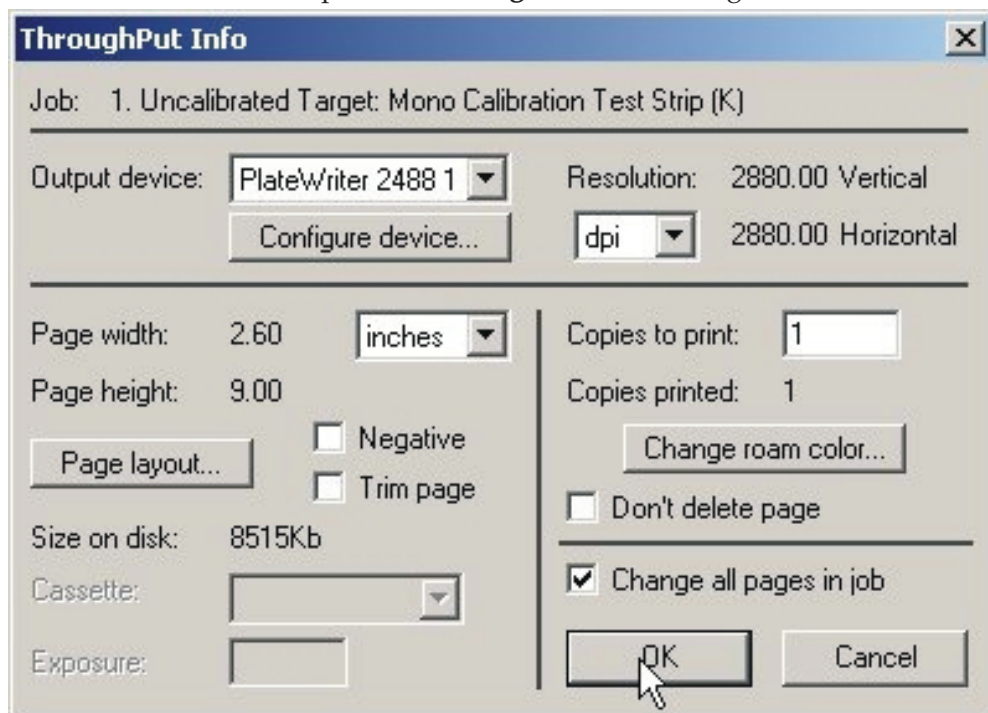 ThroughPut Info
Job: 1. Uncalibrated Target: Mono Calibration Test Strip (K)
Output device: PlateWriter 2488 1
Configure device...
Resolution: 2880.00 Vertical
dpi 2880.00 Horizontal
Page width: 2.60 inches
Page height: 9.00
Negative
Page layout...
Trim page
Size on disk: 8515Kb
Cassette:
Exposure:
Copies to print: 1
Copies printed: 1
Change roam color...
Don't delete page
Change all pages in job
OK Cancel